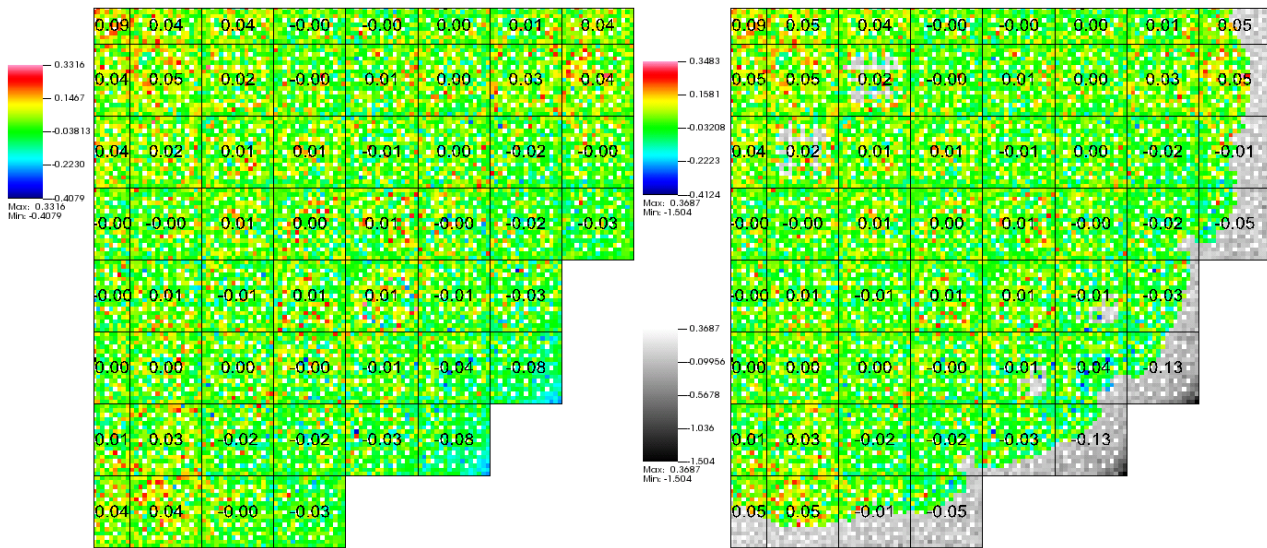 0.3316
0.1467
-0.03813
-0.2230
-0.4079
Max: 0.3316
Min: -0.4079
0.09 0.04 0.04 -0.00 -0.00 0.00 0.01 0.04
0.04 0.05 0.02 -0.00 -0.01 0.00 0.03 0.04
0.04 0.02 0.01 0.01 -0.01 0.00 -0.02 -0.00
-0.00 -0.00 0.01 -0.00 0.01 -0.00 -0.02 -0.03
-0.00 0.01 -0.01 0.01 0.01 -0.01 -0.03
0.00 0.00 -0.00 -0.00 -0.01 -0.04 -0.08
0.01 0.03 -0.02 -0.02 -0.03 -0.08
0.04 0.04 -0.00 -0.03
0.3483
0.1581
-0.03208
-0.2223
-0.4124
Max: 0.3687
Min: -1.504
0.3687
-0.09956
-0.5678
-1.036
-1.504
Max: 0.3687
Min: -1.504
0.09 0.05 0.04 -0.00 -0.00 0.00 0.01 0.05
0.05 0.05 0.02 -0.00 -0.00 0.00 0.03 0.05
0.04 0.02 0.01 0.01 -0.01 0.00 -0.02 -0.01
-0.00 0.00 0.01 0.00 0.01 -0.00 -0.02 -0.05
-0.00 0.01 -0.01 0.01 0.01 -0.01 -0.03
0.00 0.00 -0.00 -0.00 -0.01 -0.04 -0.13
0.01 0.03 -0.02 -0.02 -0.03 -0.13
0.05 0.05 -0.01 -0.05